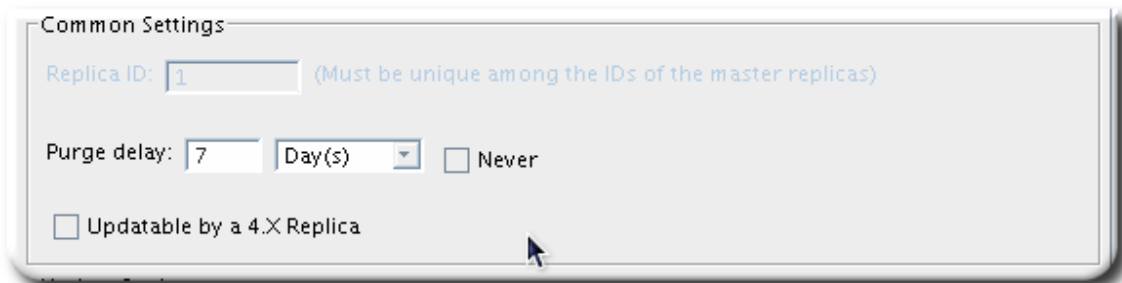 Common Settings
Replica ID: 1 (Must be unique among the IDs of the master replicas)
Purge delay: 7 Day(s) Never
Updatable by a 4.X Replica